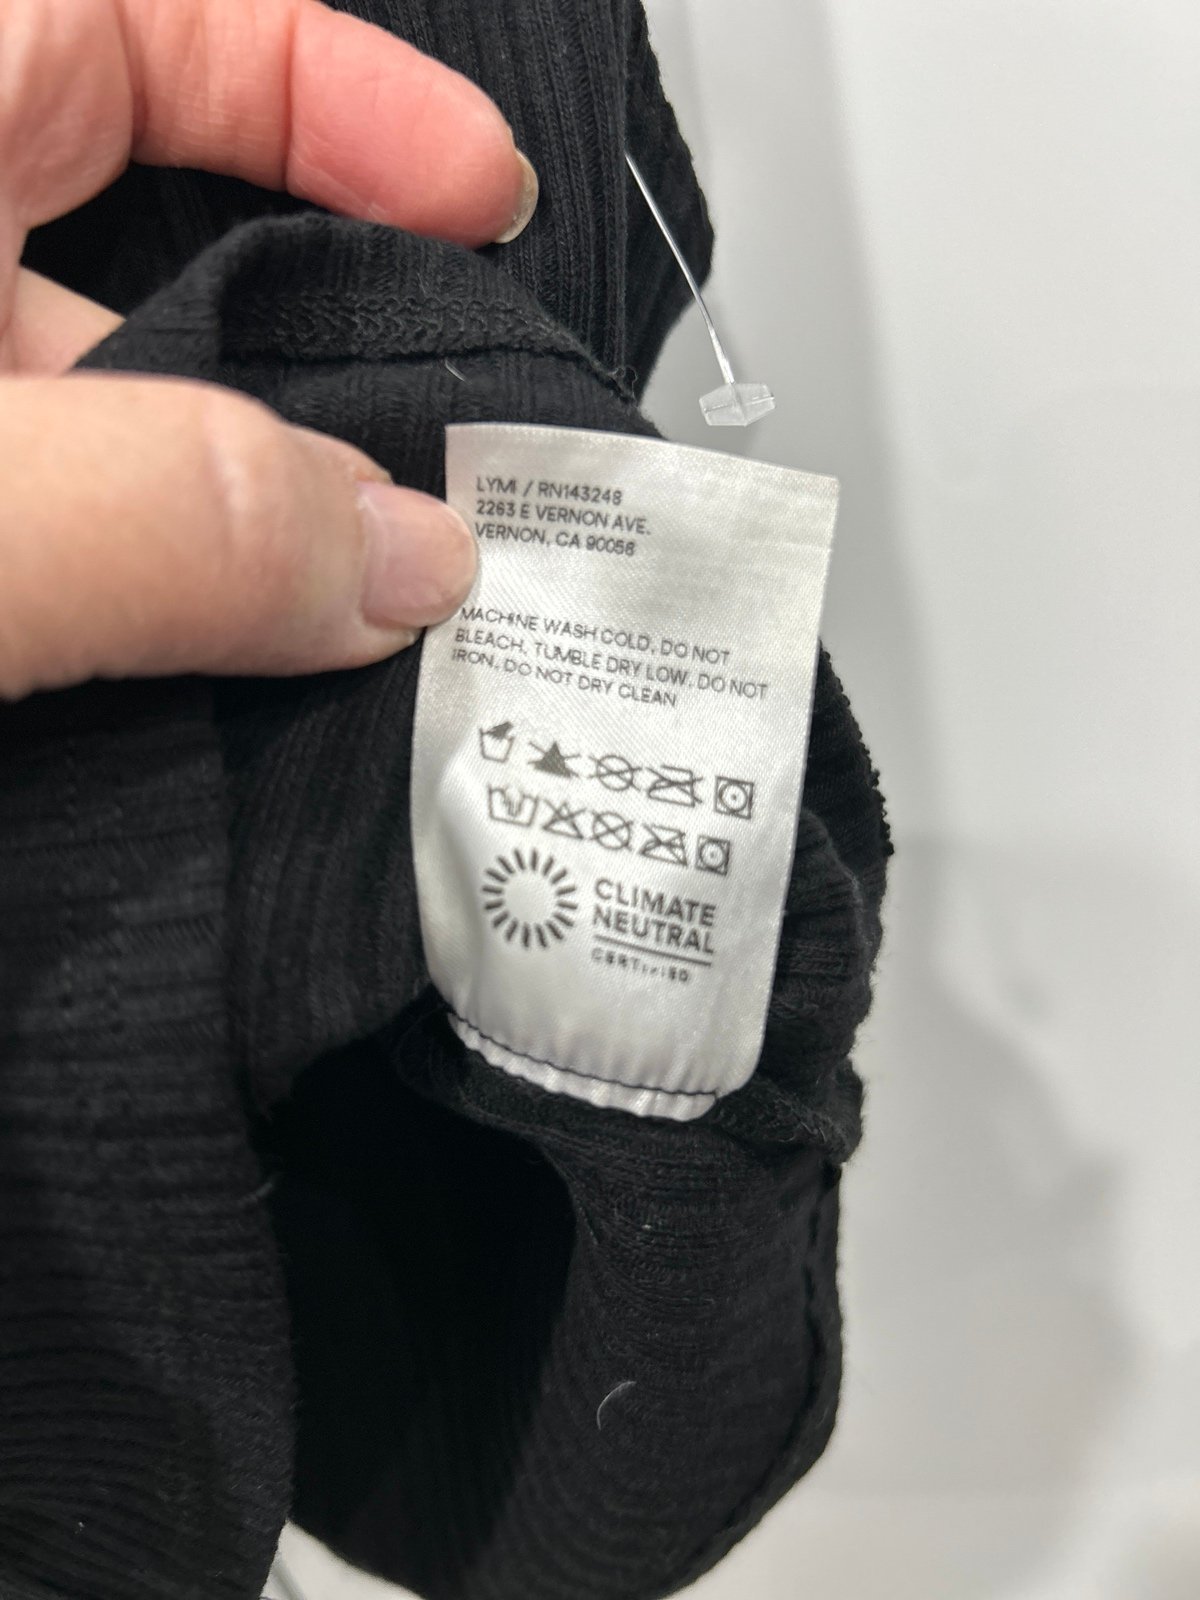 LYMI / RN143248
2263 E VERNON AVE.
VERNON, CA 90058
MACHINE WASH COLD, DO NOT
BLEACH, TUMBLE DRY LOW, DO NOT
IRON, DO NOT DRY CLEAN
CLIMATE
NEUTRAL
CERTIFIED